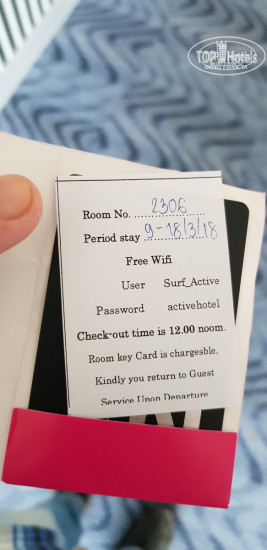 TOP Hotels
Room No. 2306
Period stay 9-18/3/18
Free Wifi
User Surf_Active
Password activehotel
Check-out time is 12.00 noom.
Room key Card is chargesble,
Kindly you return to Guest
Service Upon Departure